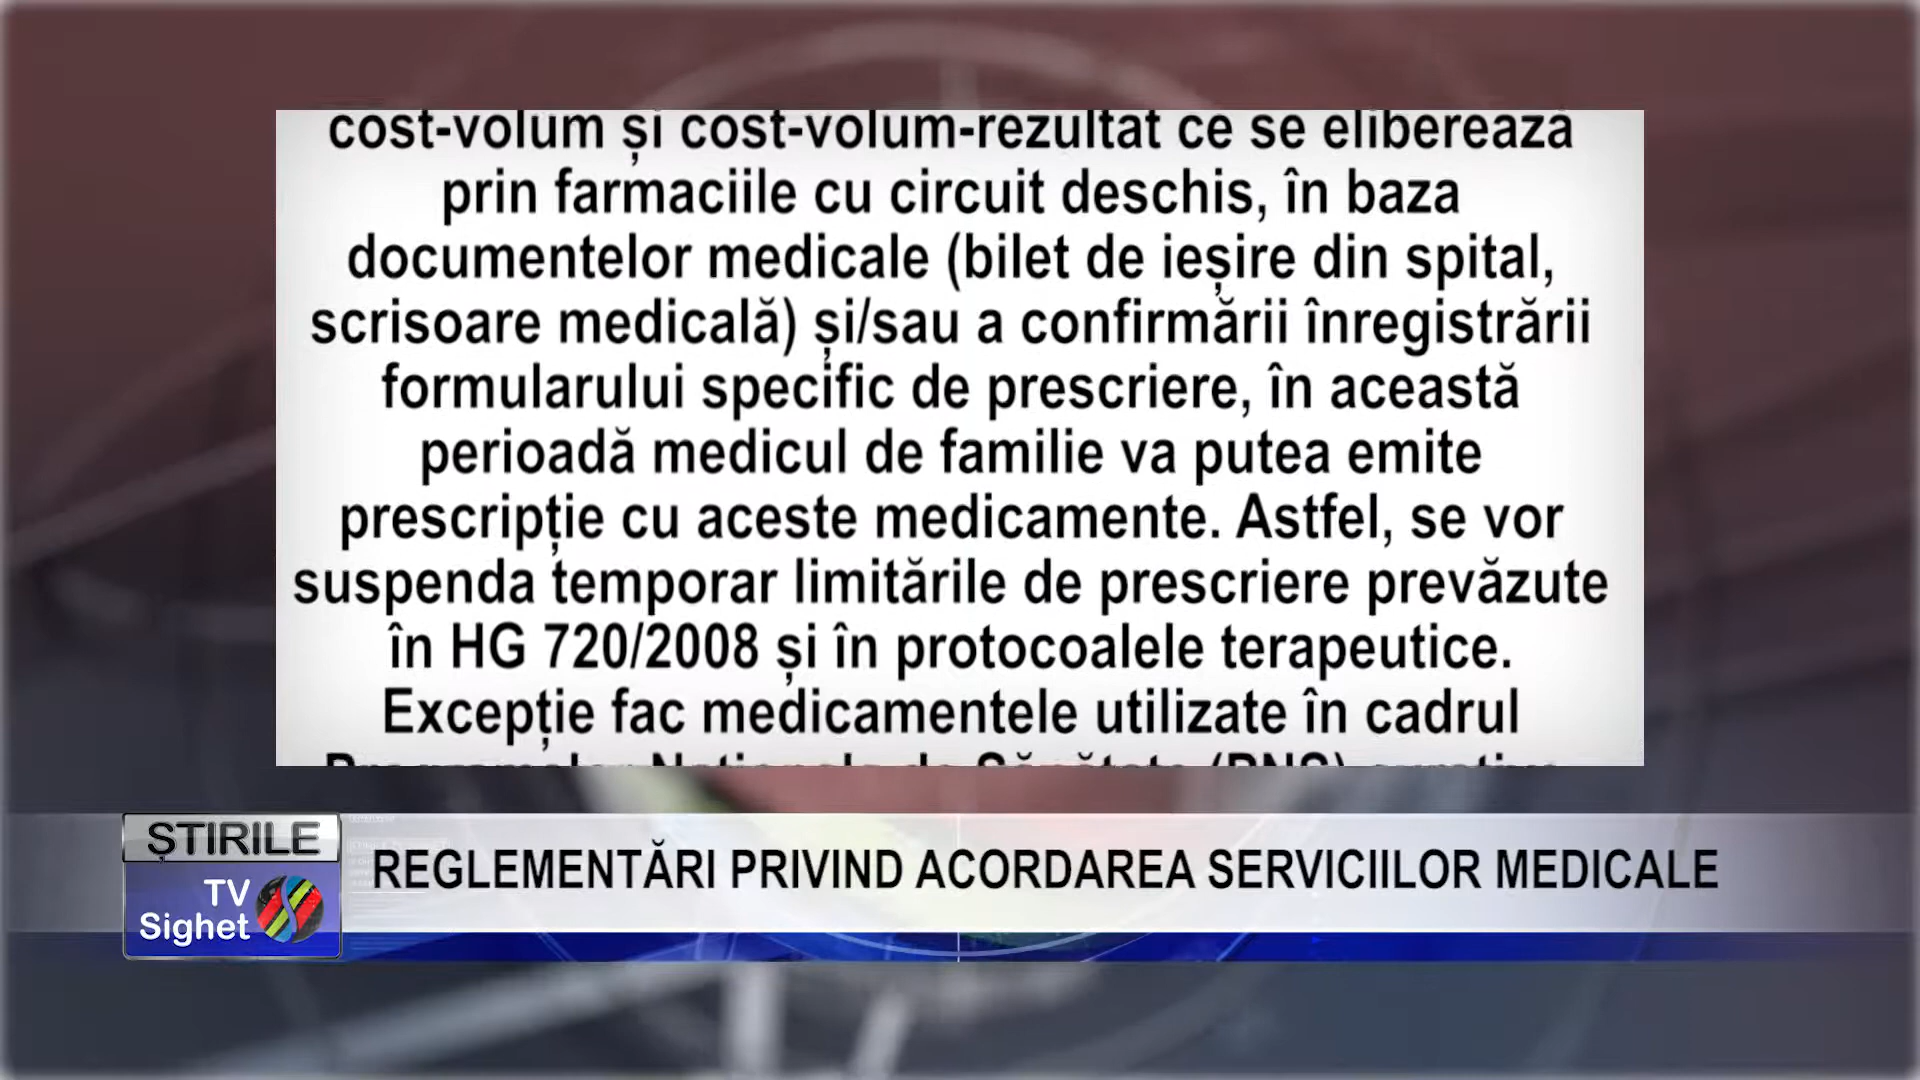 cost-volum și cost-volum-rezultat ce se eliberează
prin farmaciile cu circuit deschis, în baza
documentelor medicale (bilet de ieșire din spital,
scrisoare medicală) și/sau a confirmării înregistrării
formularului specific de prescriere, în această
perioadă medicul de familie va putea emite
prescripție cu aceste medicamente. Astfel, se vor
suspenda temporar limitările de prescriere prevăzute
în HG 720/2008 și în protocoalele terapeutice.
Excepție fac medicamentele utilizate în cadrul
ȘTIRILE
TV
Sighet
REGLEMENTĂRI PRIVIND ACORDAREA SERVICIILOR MEDICALE